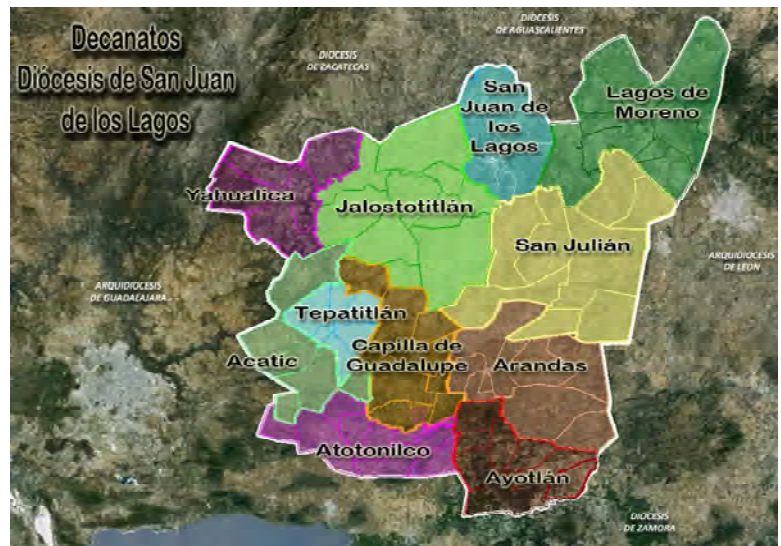 Decanatos
Diócesis de San Juan
de los Lagos
DIÓCESIS
DE ZACATECAS
DIÓCESIS
DE AGUASCALIENTES
San
Juan de
los
Lagos
Lagos de
Moreno
Yahualica
Jalostotitlán
San Julián
ARQUIDIÓCESIS
DE LEON
ARQUIDIÓCESIS
DE GUADALAJARA
Tepatitlán
Acatic
Capilla de
Guadalupe
Arandas
Atotonilco
Ayotlán
DIÓCESIS
DE ZAMORA